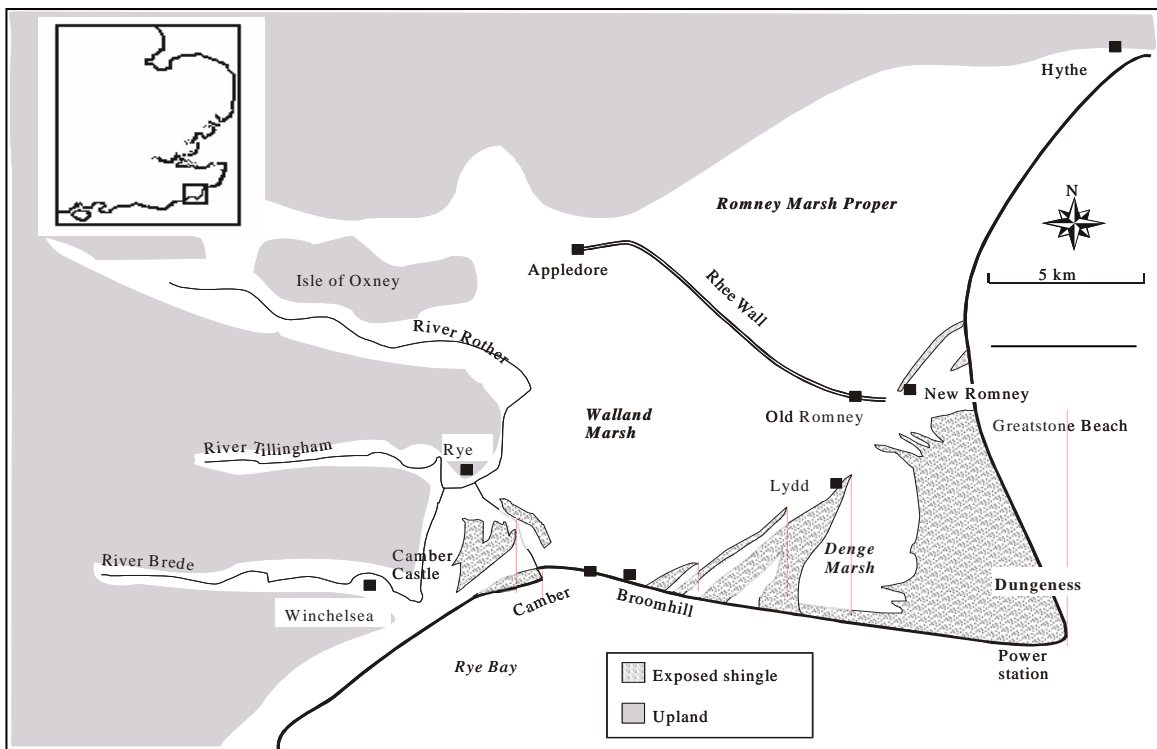 Hythe
N
Romney Marsh Proper
Appledore
5 km
Isle of Oxney
Rhee Wall
River Rother
New Romney
Old Romney
Walland
Marsh
Greatstone Beach
River Tillingham
Rye
Lydd
River Brede
Camber
Castle
Denge
Marsh
Dungeness
Winchelsea
Camber
Broomhill
Rye Bay
Power
station
Exposed shingle
Upland